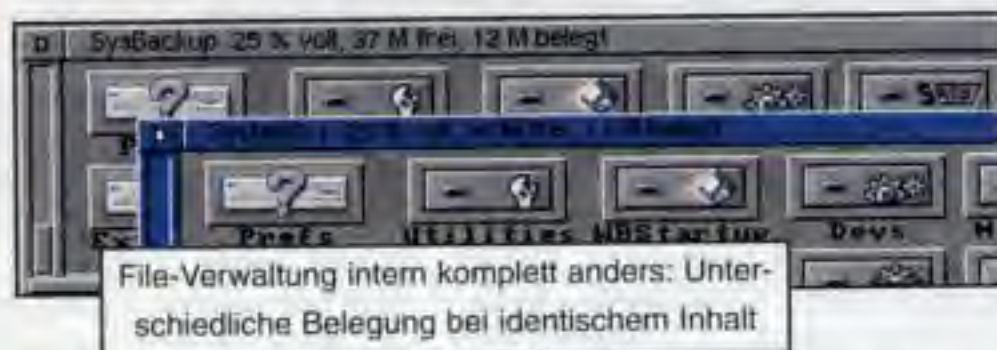 SysBackup 25 % voll, 37 M frei, 12 M belegt
Prefs Utilities WBStartup Devs
File-Verwaltung intern komplett anders: Unter-
schiedliche Belegung bei identischem Inhalt